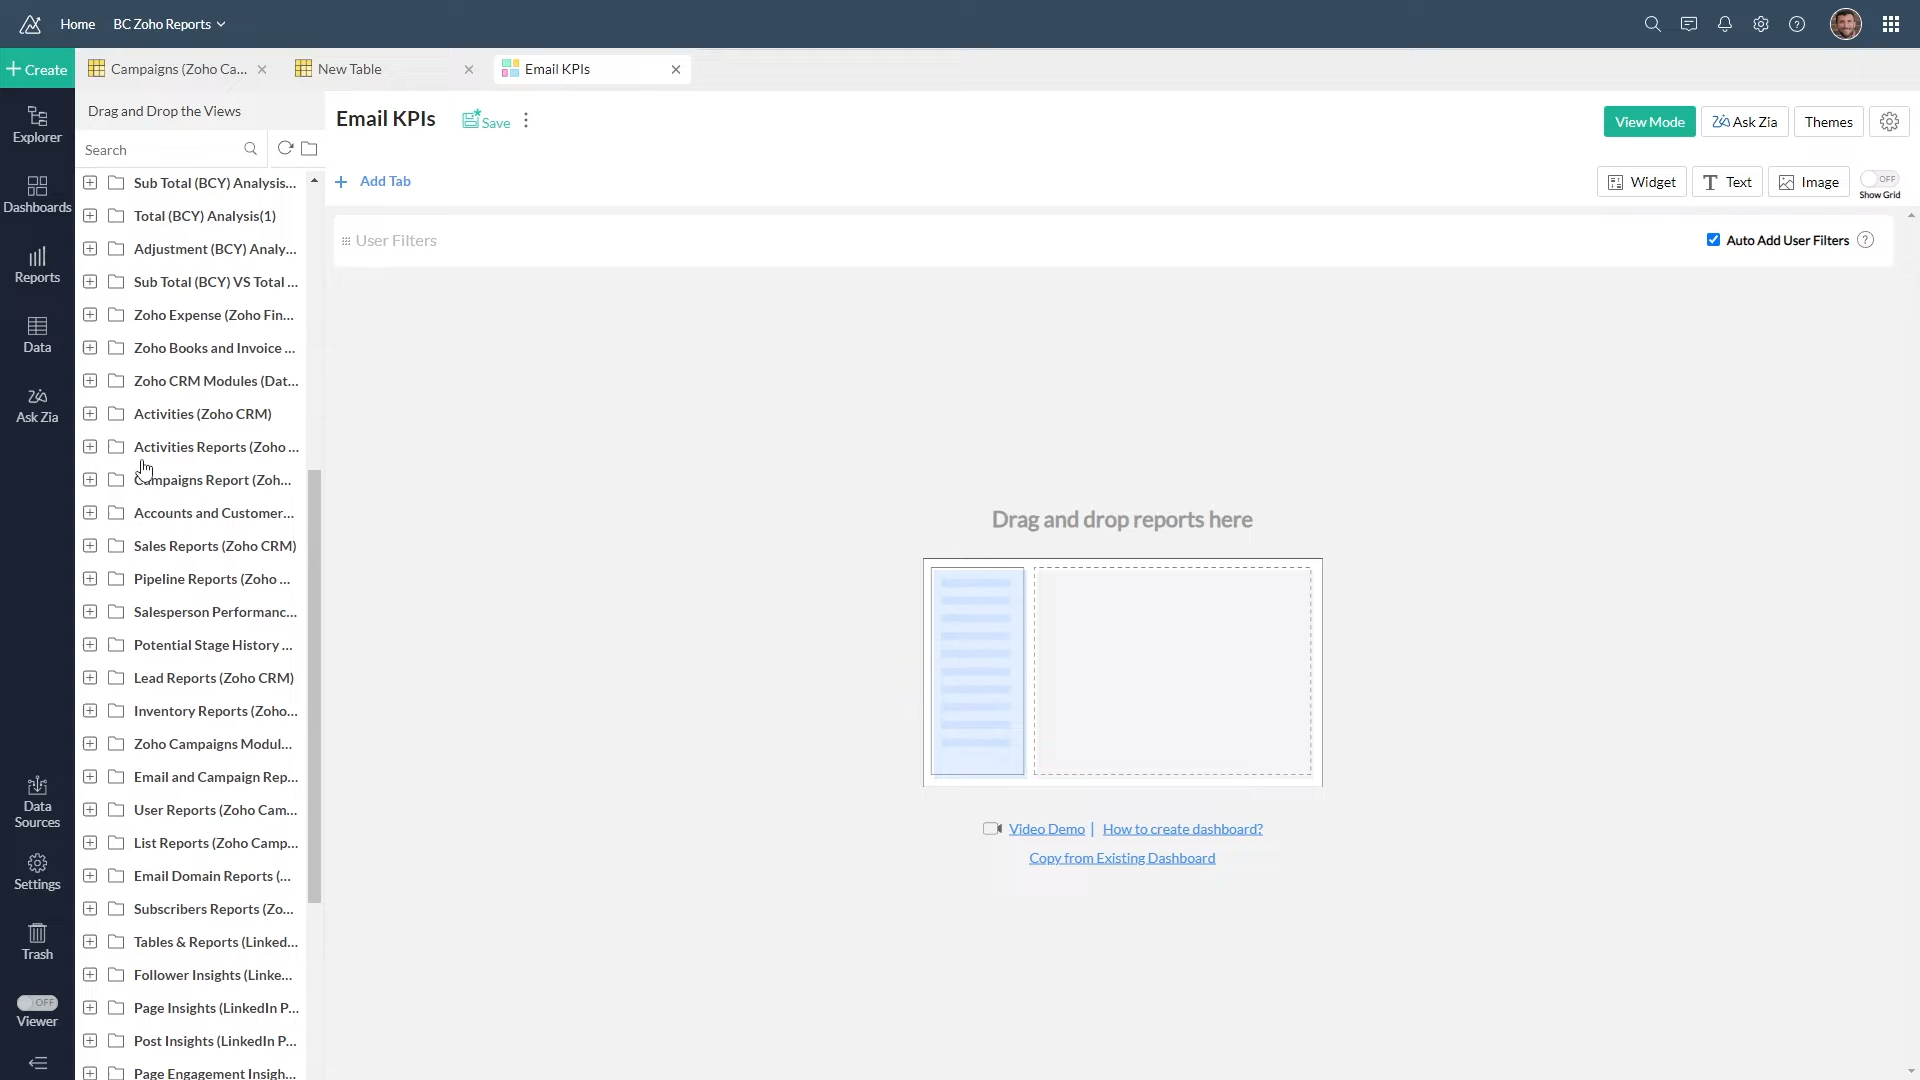 Home
BC Zoho Reports
Create
Campaigns (Zoho Ca...
New Table
Email KPIs
Explorer
Dashboards
Reports
Data
Ask Zia
Data
Sources
Settings
Trash
OFF
Viewer
Drag and Drop the Views
Search
Sub Total (BCY) Analysis...
Total (BCY) Analysis(1)
Adjustment (BCY) Analy...
Sub Total (BCY) VS Total ...
Zoho Expense (Zoho Fin...
Zoho Books and Invoice ...
Zoho CRM Modules (Dat...
Activities (Zoho CRM)
Activities Reports (Zoho ...
Campaigns Report (Zoh...
Accounts and Customer...
Sales Reports (Zoho CRM)
Pipeline Reports (Zoho ...
Salesperson Performanc...
Potential Stage History ...
Lead Reports (Zoho CRM)
Inventory Reports (Zoho...
Zoho Campaigns Modul...
Email and Campaign Rep...
User Reports (Zoho Cam...
List Reports (Zoho Camp...
Email Domain Reports (...
Subscribers Reports (Zo...
Tables & Reports (Linked...
Follower Insights (Linke...
Page Insights (LinkedIn P...
Post Insights (LinkedIn P...
Page Engagement Insigh...
Email KPIs
Save
View Mode
Ask Zia
Themes
+ Add Tab
Widget
Text
Image
OFF
Show Grid
User Filters
Auto Add User Filters
Drag and drop reports here
Video Demo | How to create dashboard?
Copy from Existing Dashboard